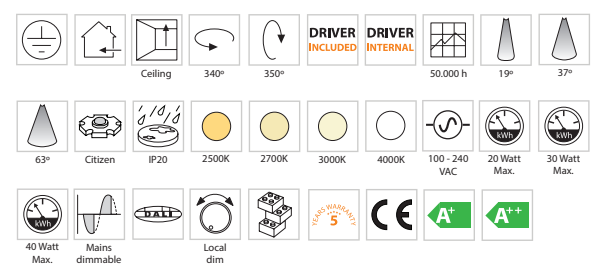 DRIVER
INCLUDED
DRIVER
INTERNAL
Ceiling
340º
350º
50.000 h
19º
37º
kWh
kWh
63º
Citizen
IP20
2500K
2700K
3000K
4000K
100 - 240
VAC
20 Watt
Max.
30 Watt
Max.
kWh
DALI
YEARS WARRANTY
5
CE
A+
A++
40 Watt
Max.
Mains
dimmable
Local
dim